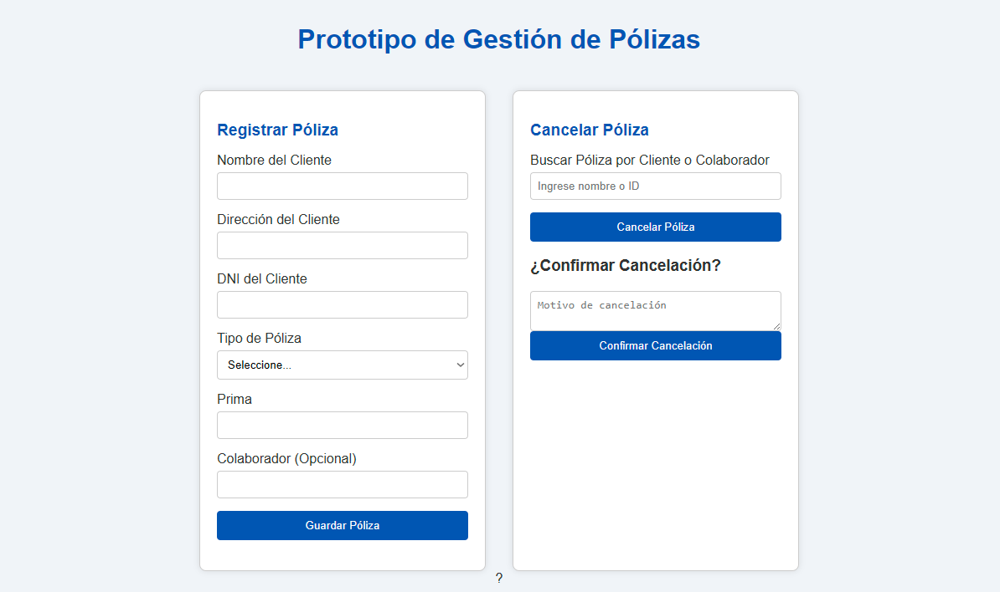 Prototipo de Gestión de Pólizas
Registrar Póliza
Nombre del Cliente
Dirección del Cliente
DNI del Cliente
Tipo de Póliza
Seleccione...
Prima
Colaborador (Opcional)
Guardar Póliza
Cancelar Póliza
Buscar Póliza por Cliente o Colaborador
Ingrese nombre o ID
Cancelar Póliza
¿Confirmar Cancelación?
Motivo de cancelación
Confirmar Cancelación
?